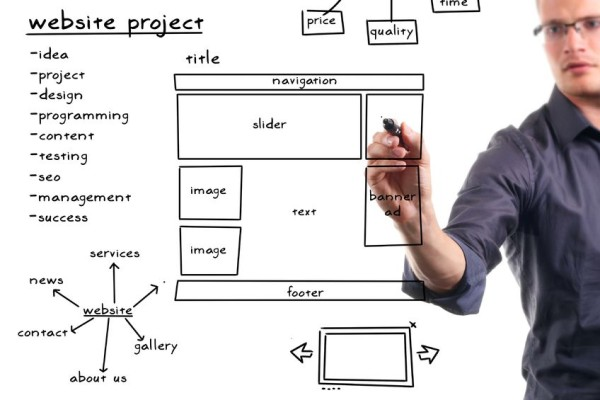 website project
-idea
-project
-design
-programming
-content
-testing
-seo
-management
-success
price
quality
time
title
navigation
slider
image
text
banner
ad
image
footer
services
news
website
contact
gallery
about us